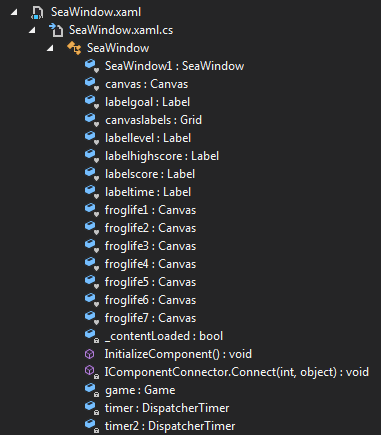 SeaWindow.xaml
SeaWindow.xaml.cs
SeaWindow
SeaWindow1 : SeaWindow
canvas : Canvas
labelgoal : Label
canvaslabels : Grid
labellevel : Label
labelhighscore : Label
labelscore : Label
labeltime : Label
froglife1 : Canvas
froglife2 : Canvas
froglife3 : Canvas
froglife4 : Canvas
froglife5 : Canvas
froglife6 : Canvas
froglife7 : Canvas
_contentLoaded : bool
InitializeComponent() : void
IComponentConnector.Connect(int, object) : void
game : Game
timer : DispatcherTimer
timer2 : DispatcherTimer